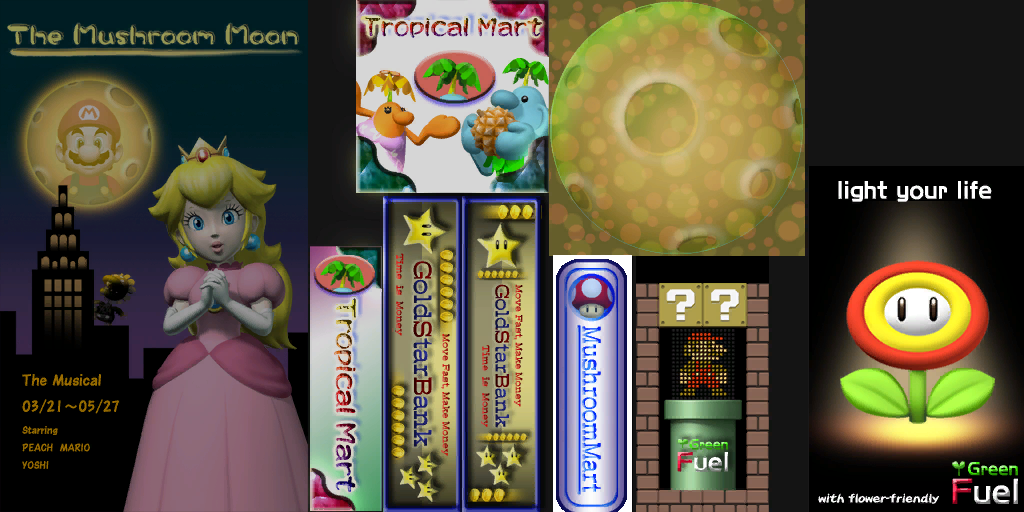 The Mushroom Moon
M
The Musical
03/21～05/27
Starring
PEACH MARIO
YOSHI
Tropical Mart
Tropical Mart
GoldStarBank
Time is Money
Move Fast, Make Money
Move Fast, Make Money
GoldStarBank
Time is Money
MushroomMart
? ?
Green
Fuel
light your life
with flower-friendly
Green
Fuel